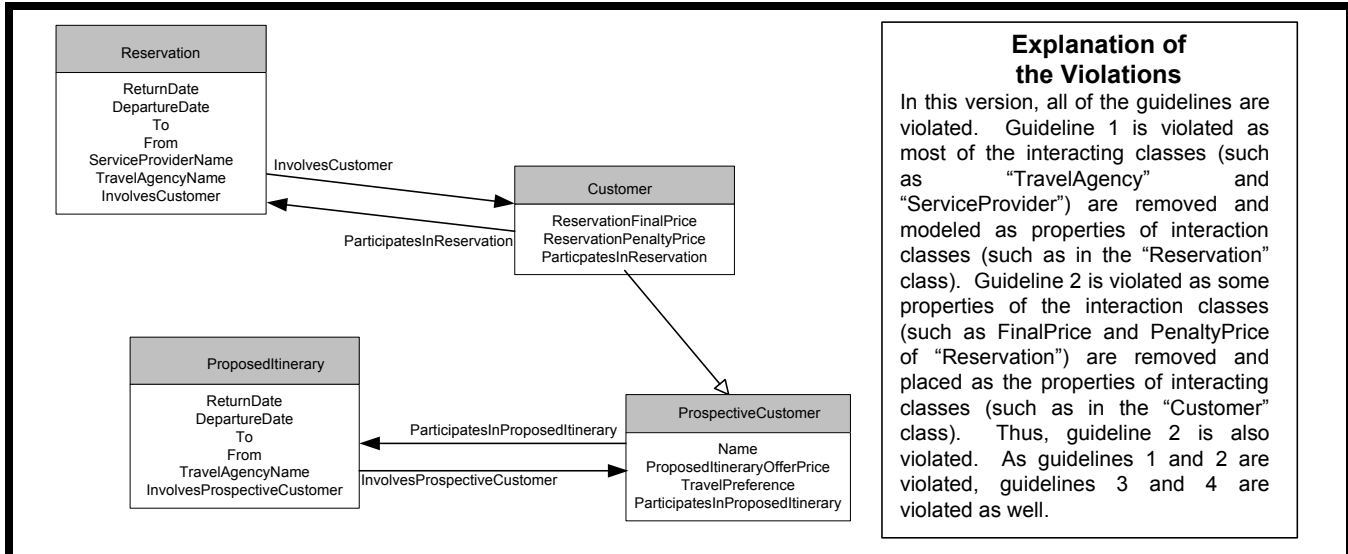 Reservation
ReturnDate
DepartureDate
To
From
ServiceProviderName
TravelAgencyName
InvolvesCustomer
InvolvesCustomer
ParticipatesInReservation
Customer
ReservationFinalPrice
ReservationPenaltyPrice
ParticpatesInReservation
ProposedItinerary
ReturnDate
DepartureDate
To
From
TravelAgencyName
InvolvesProspectiveCustomer
ParticipatesInProposedItinerary
InvolvesProspectiveCustomer
ProspectiveCustomer
Name
ProposedItineraryOfferPrice
TravelPreference
ParticipatesInProposedItinerary
Explanation of
the Violations
In this version, all of the guidelines are
violated. Guideline 1 is violated as
most of the interacting classes (such
as “TravelAgency” and
“ServiceProvider”) are removed and
modeled as properties of interaction
classes (such as in the “Reservation”
class). Guideline 2 is violated as some
properties of the interaction classes
(such as FinalPrice and PenaltyPrice
of “Reservation”) are removed and
placed as the properties of interacting
classes (such as in the “Customer”
class). Thus, guideline 2 is also
violated. As guidelines 1 and 2 are
violated, guidelines 3 and 4 are
violated as well.